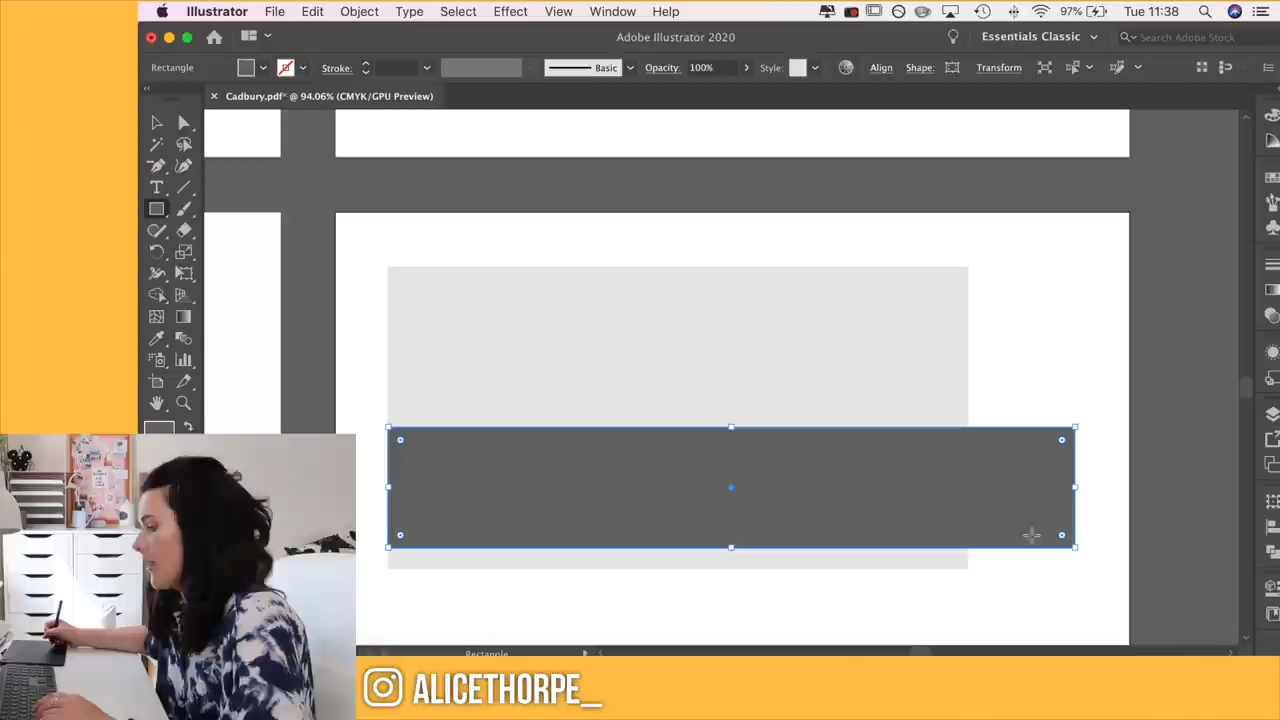 Illustrator File Edit Object Type Select Effect View Window Help 97% Tue 11:38
Adobe Illustrator 2020 Essentials Classic Search Adobe Stock
Rectangle Stroke: Basic Opacity: 100% Style: Align Shape: Transform
Cadbury.pdf* @ 94.06% (CMYK/GPU Preview)
Rectangle
ALICETHORPE_